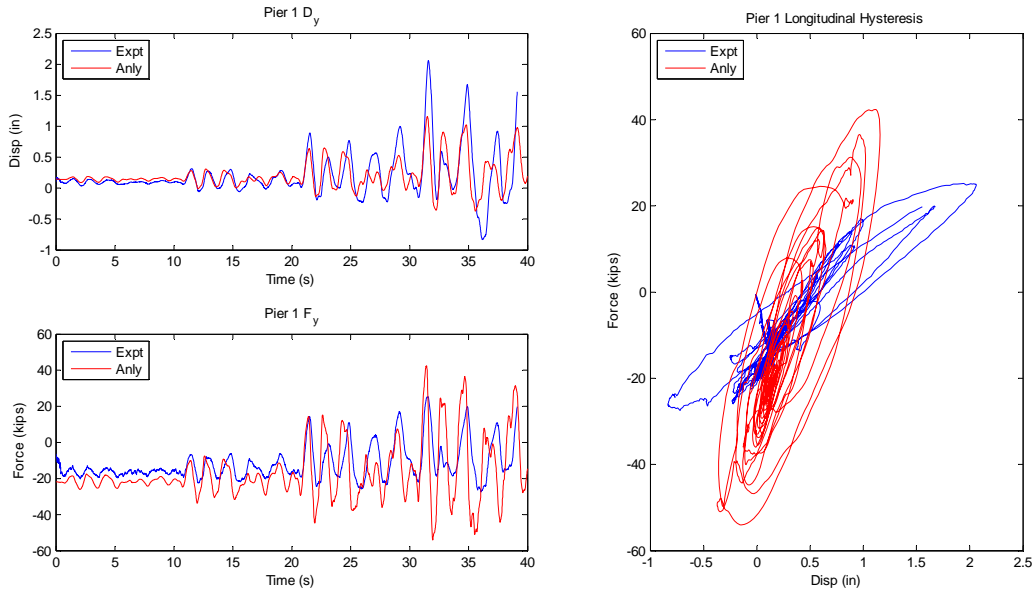 Pier 1 Dy
2.5
2
1.5
1
0.5
0
-0.5
-1
Disp (in)
Expt
Anly
0 5 10 15 20 25 30 35 40
Time (s)
Pier 1 Fy
60
40
20
0
-20
-40
-60
Force (kips)
Expt
Anly
0 5 10 15 20 25 30 35 40
Time (s)
Pier 1 Longitudinal Hysteresis
60
40
20
0
-20
-40
-60
Force (kips)
Expt
Anly
-1 -0.5 0 0.5 1 1.5 2 2.5
Disp (in)